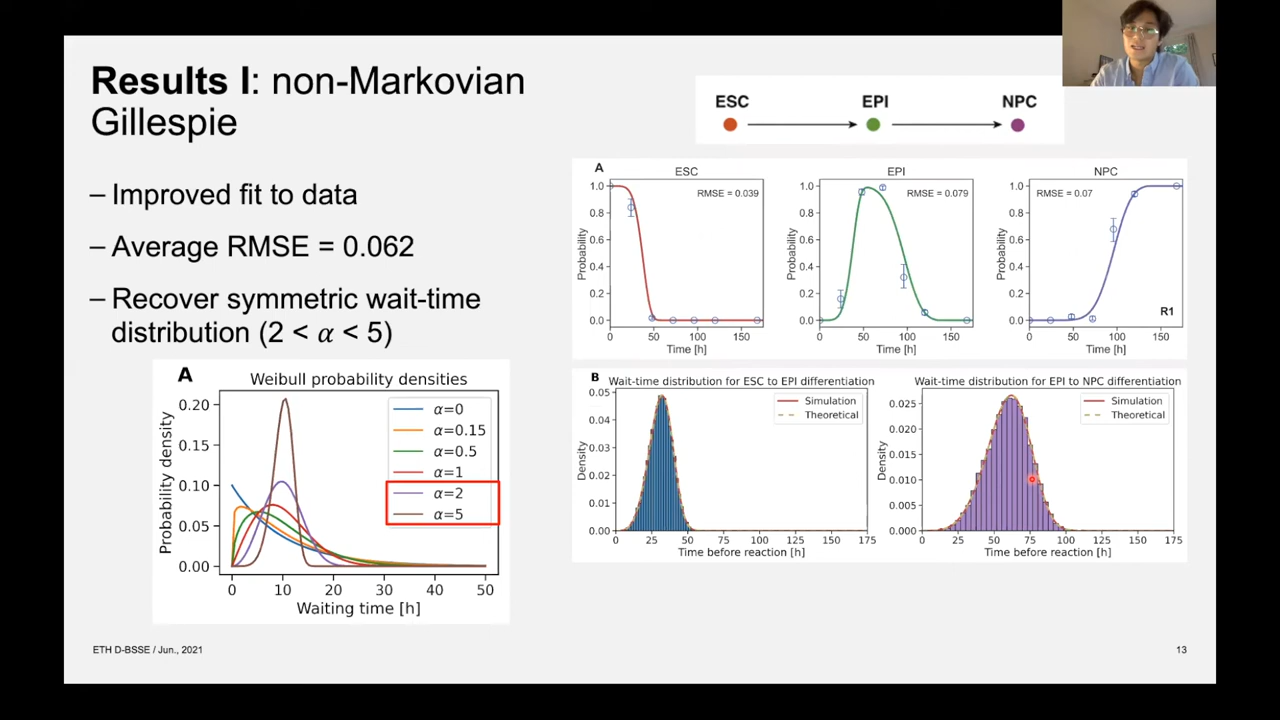 Results I: non-Markovian
Gillespie
– Improved fit to data
– Average RMSE = 0.062
– Recover symmetric wait-time
distribution (2 < α < 5)
A
Weibull probability densities
Probability density
0.20
0.15
0.10
0.05
0.00
α=0
α=0.15
α=0.5
α=1
α=2
α=5
0 10 20 30 40 50
Waiting time [h]
ESC EPI NPC
A
ESC
RMSE = 0.039
Probability
1.0
0.8
0.6
0.4
0.2
0.0
0 50 100 150
Time [h]
EPI
RMSE = 0.079
Probability
1.0
0.8
0.6
0.4
0.2
0.0
0 50 100 150
Time [h]
NPC
RMSE = 0.07
Probability
1.0
0.8
0.6
0.4
0.2
0.0
R1
0 50 100 150
Time [h]
B
Wait-time distribution for ESC to EPI differentiation
Simulation
Theoretical
Density
0.05
0.04
0.03
0.02
0.01
0.00
0 25 50 75 100 125 150 175
Time before reaction [h]
Wait-time distribution for EPI to NPC differentiation
Simulation
Theoretical
Density
0.025
0.020
0.015
0.010
0.005
0.000
0 25 50 75 100 125 150 175
Time before reaction [h]
ETH D-BSSE / Jun., 2021
13